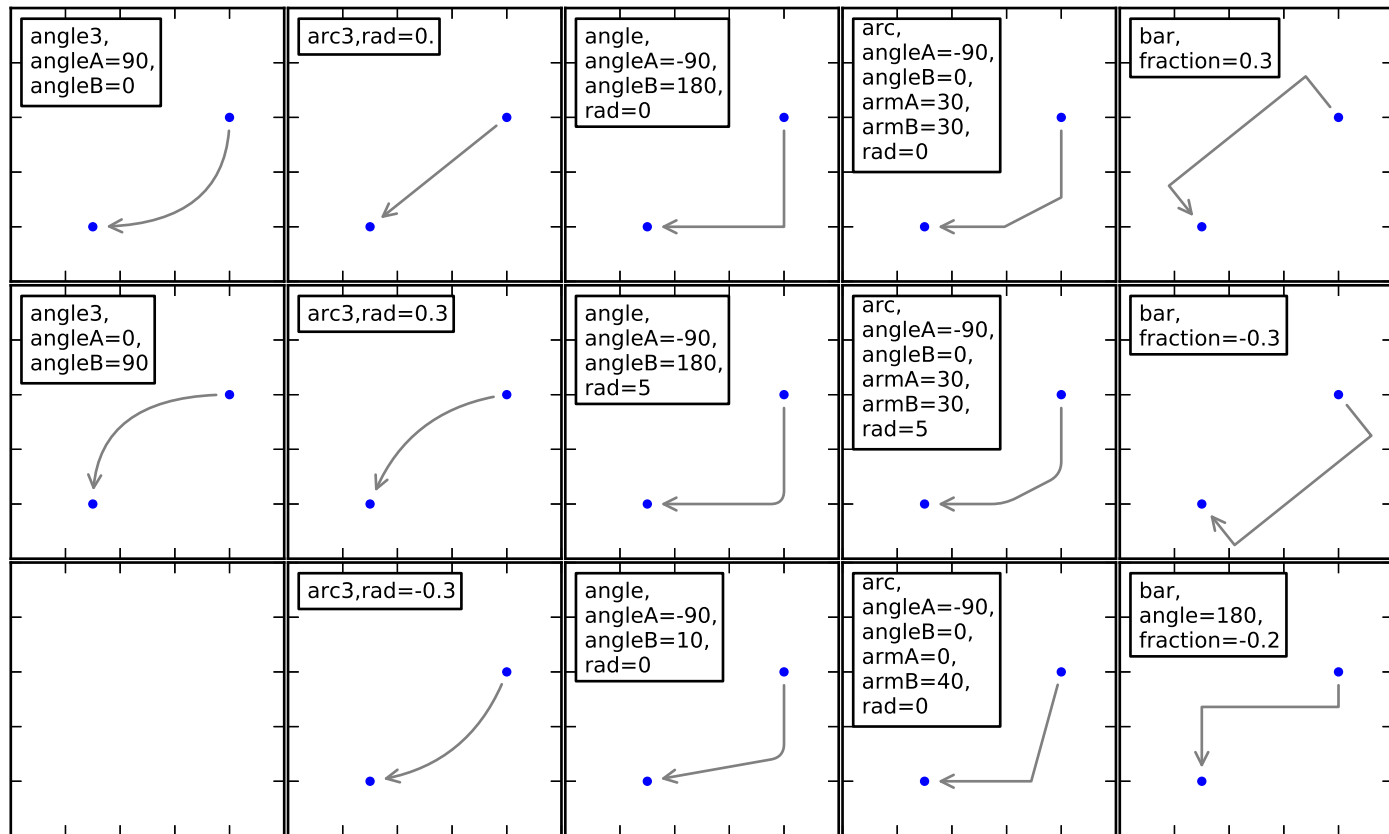 angle3,
angleA=90,
angleB=0
arc3,rad=0.
angle,
angleA=-90,
angleB=180,
rad=0
arc,
angleA=-90,
angleB=0,
armA=30,
armB=30,
rad=0
bar,
fraction=0.3
angle3,
angleA=0,
angleB=90
arc3,rad=0.3
angle,
angleA=-90,
angleB=180,
rad=5
arc,
angleA=-90,
angleB=0,
armA=30,
armB=30,
rad=5
bar,
fraction=-0.3
arc3,rad=-0.3
angle,
angleA=-90,
angleB=10,
rad=0
arc,
angleA=-90,
angleB=0,
armA=0,
armB=40,
rad=0
bar,
angle=180,
fraction=-0.2